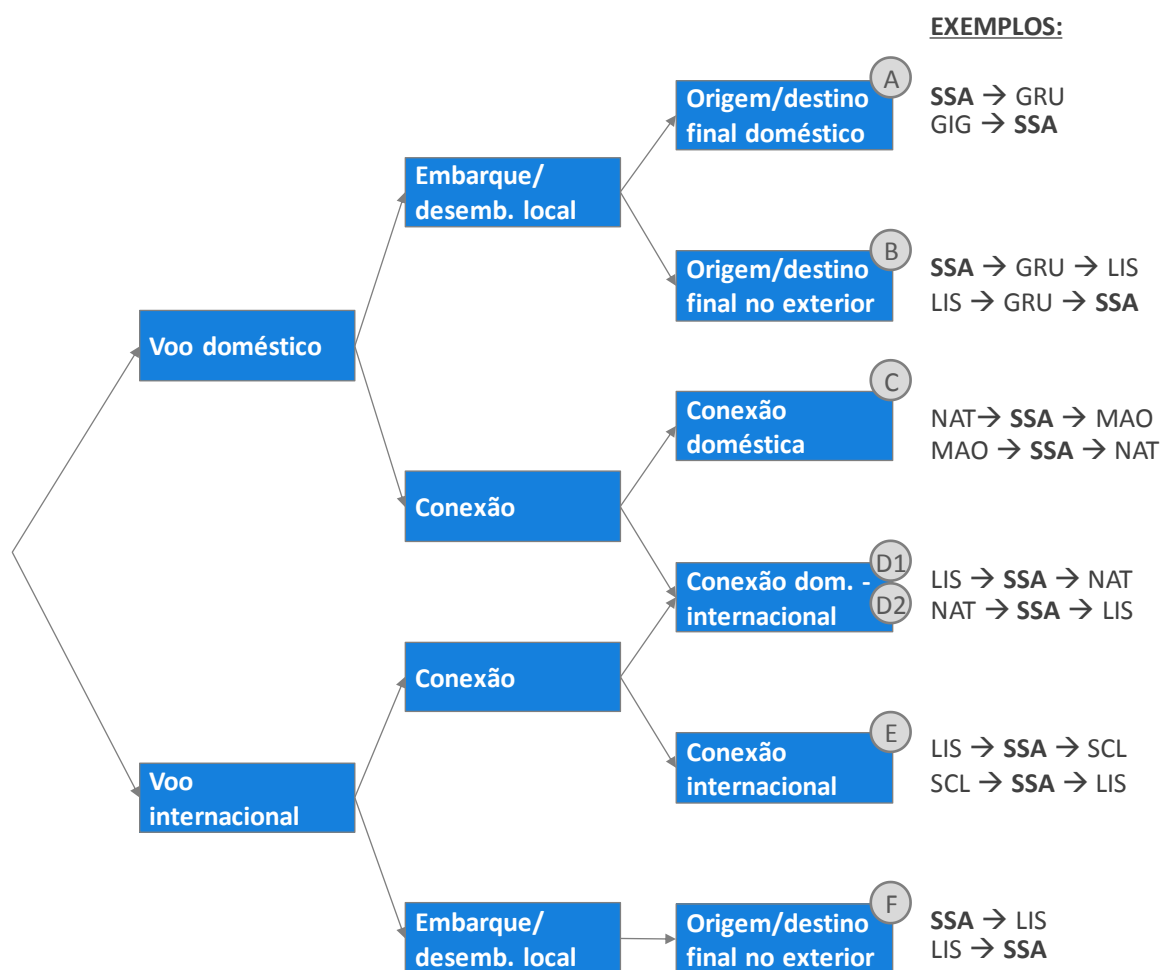 EXEMPLOS:
A
Origem/destino
final doméstico
SSA → GRU
GIG → SSA
Embarque/
desemb. local
B
Origem/destino
final no exterior
SSA → GRU → LIS
LIS → GRU → SSA
Voo doméstico
C
Conexão
doméstica
NAT→ SSA → MAO
MAO → SSA → NAT
Conexão
D1
D2
Conexão dom. -
internacional
LIS → SSA → NAT
NAT → SSA → LIS
Conexão
E
Conexão
internacional
LIS → SSA → SCL
SCL → SSA → LIS
Voo
internacional
Embarque/
desemb. local
F
Origem/destino
final no exterior
SSA → LIS
LIS → SSA